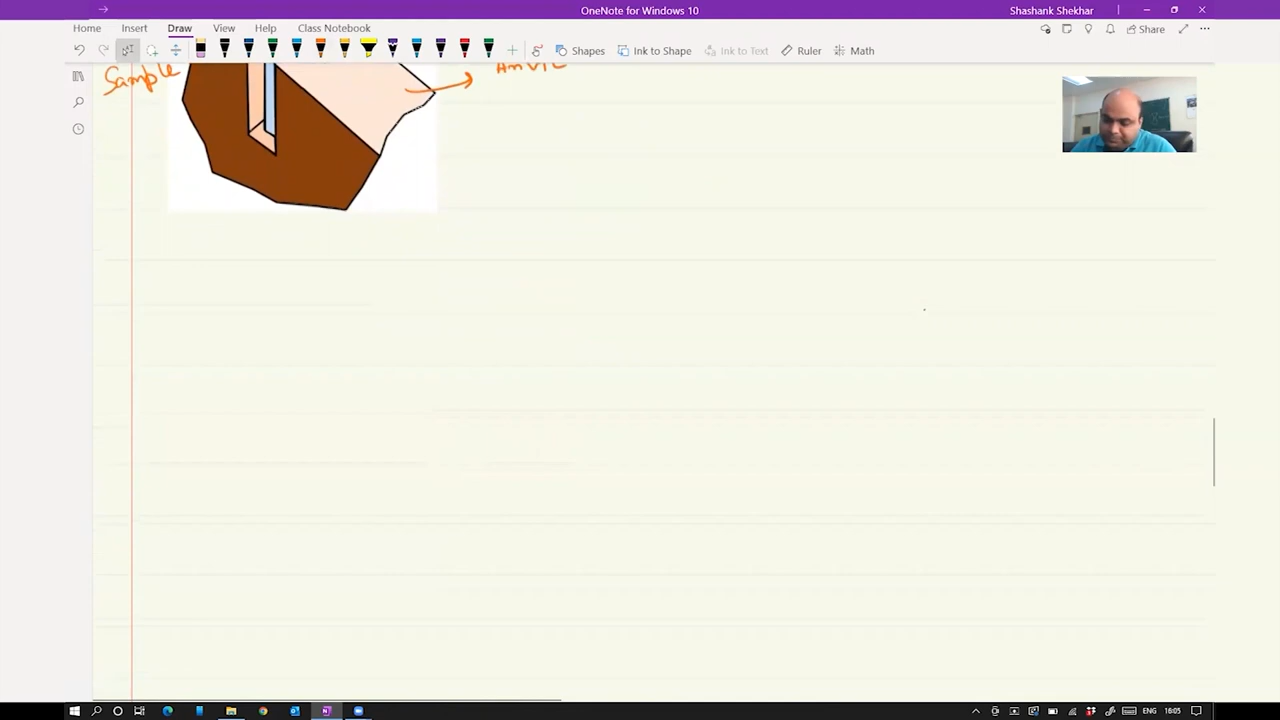 OneNote for Windows 10
Shashank Shekhar
Home Insert Draw View Help Class Notebook
Share
Shapes Ink to Shape Ink to Text Ruler Math
Sample
ENG 16:05